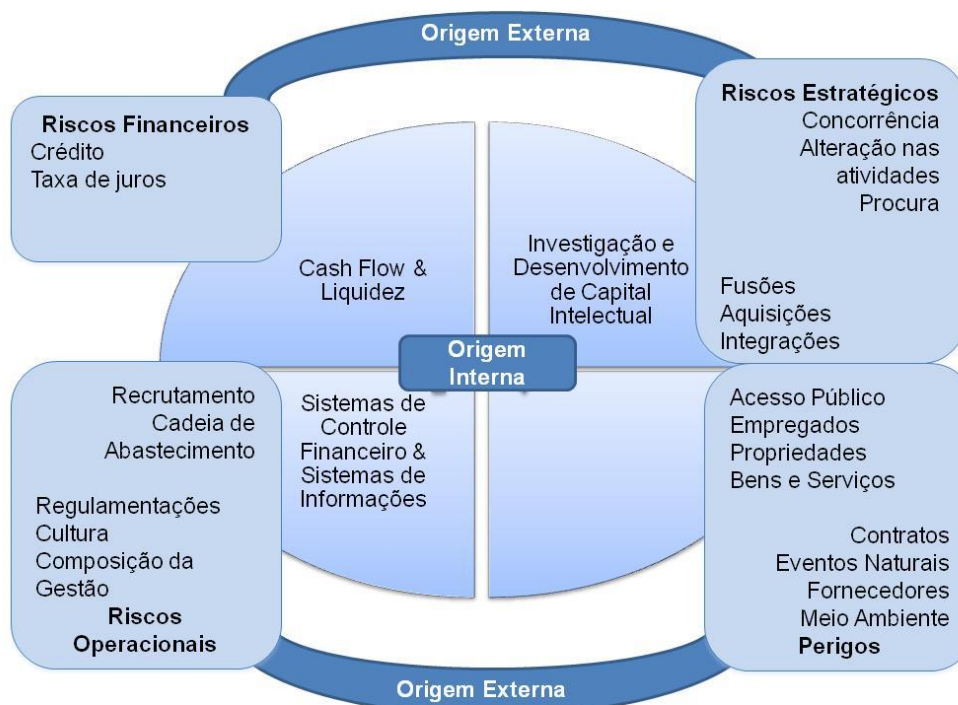 Origem Externa
Riscos Financeiros
Crédito
Taxa de juros
Riscos Estratégicos
Concorrência
Alteração nas
atividades
Procura
Fusões
Aquisições
Integrações
Cash Flow &
Liquidez
Investigação e
Desenvolvimento
de Capital
Intelectual
Origem
Interna
Recrutamento
Cadeia de
Abastecimento
Regulamentações
Cultura
Composição da
Gestão
Riscos
Operacionais
Sistemas de
Controle
Financeiro &
Sistemas de
Informações
Acesso Público
Empregados
Propriedades
Bens e Serviços
Contratos
Eventos Naturais
Fornecedores
Meio Ambiente
Perigos
Origem Externa